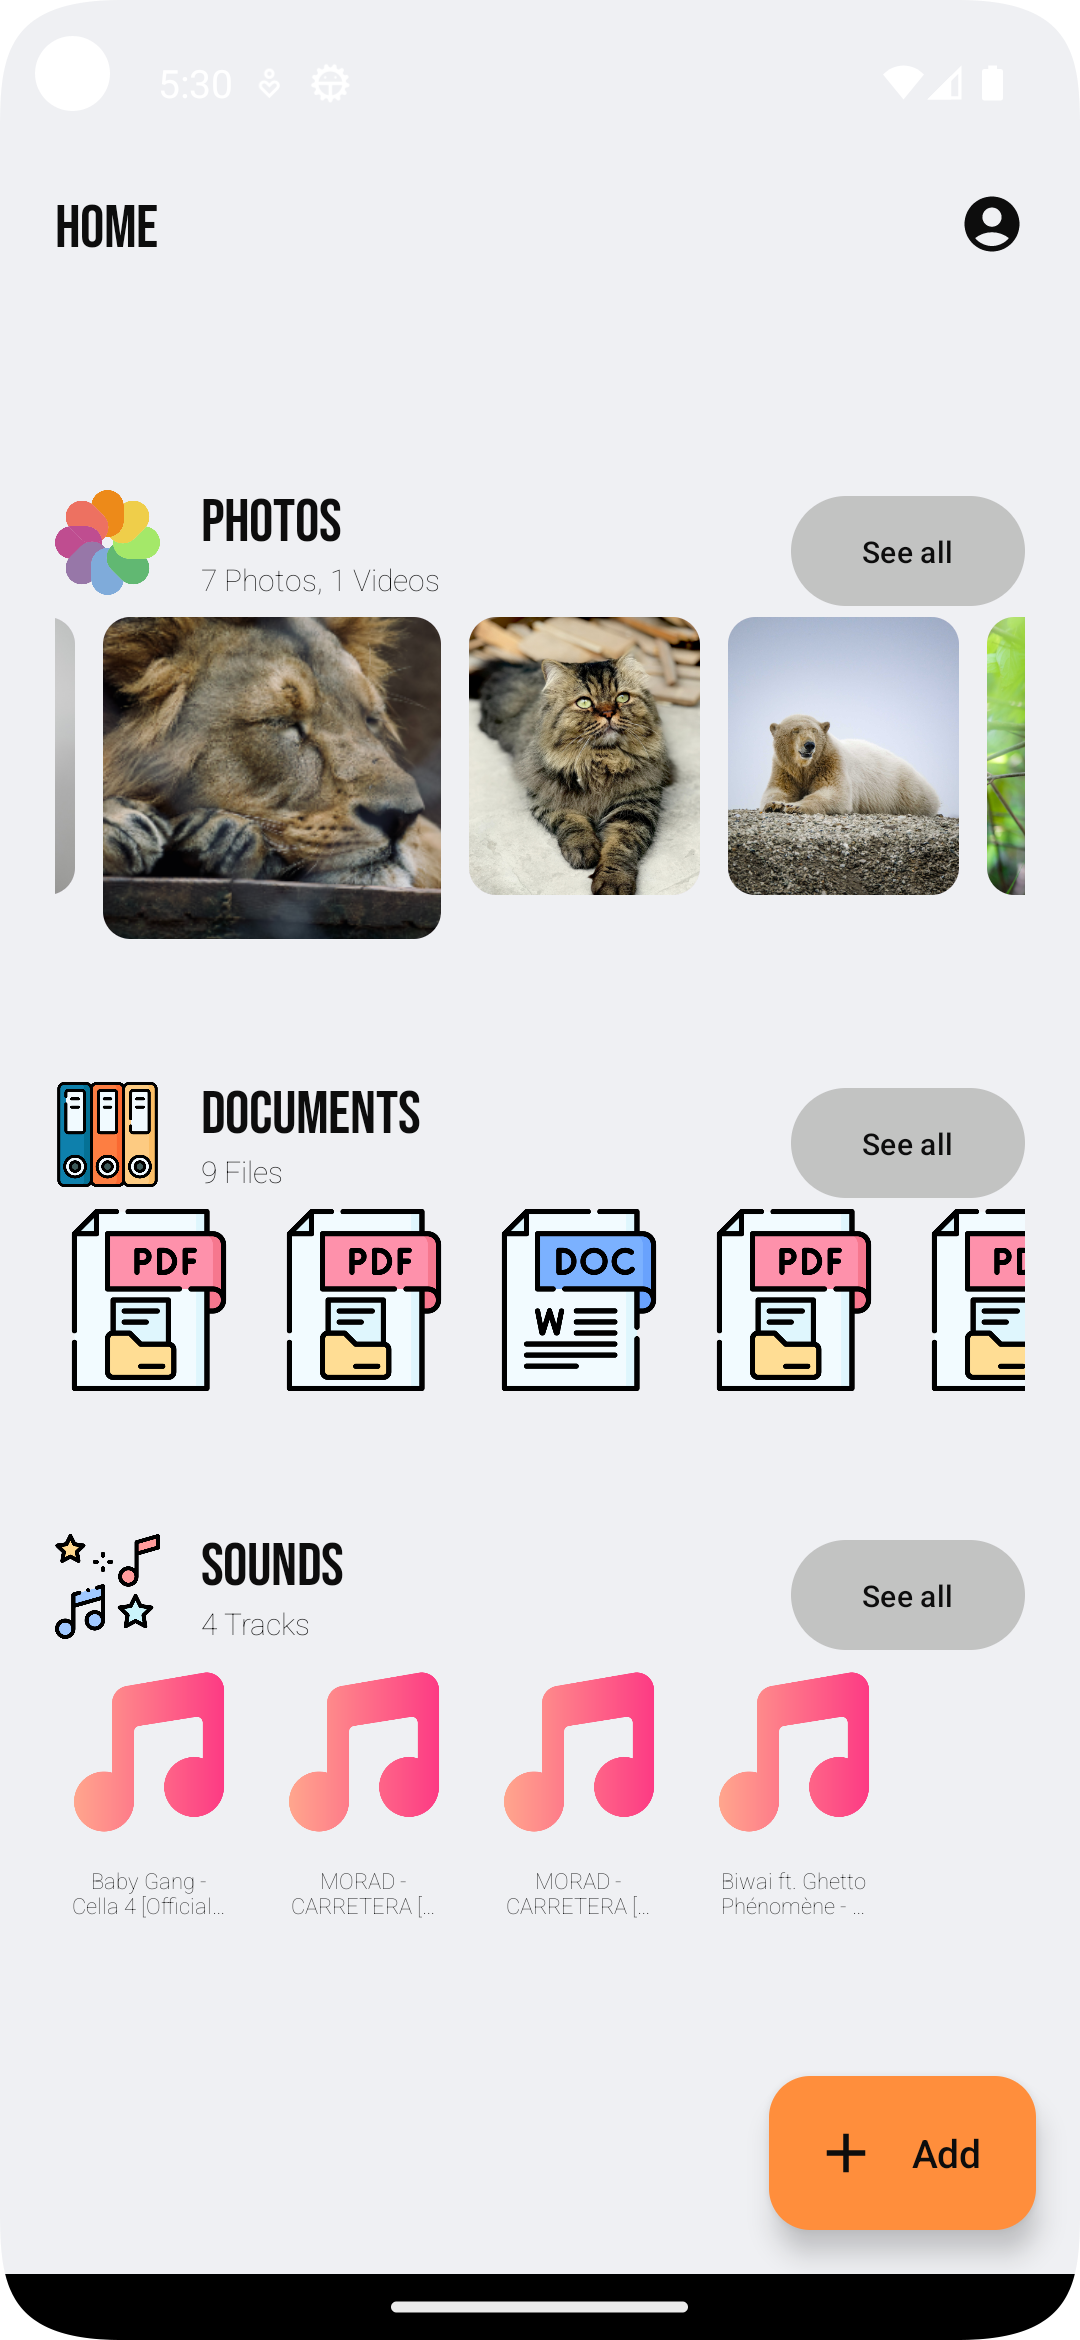 5:30
HOME
PHOTOS
7 Photos, 1 Videos
See all
DOCUMENTS
9 Files
See all
PDF
PDF
DOC
W
PDF
PD
SOUNDS
4 Tracks
See all
Baby Gang -
Cella 4 [Official...
MORAD -
CARRETERA [...
MORAD -
CARRETERA [...
Biwai ft. Ghetto
Phénomène - ...
Add